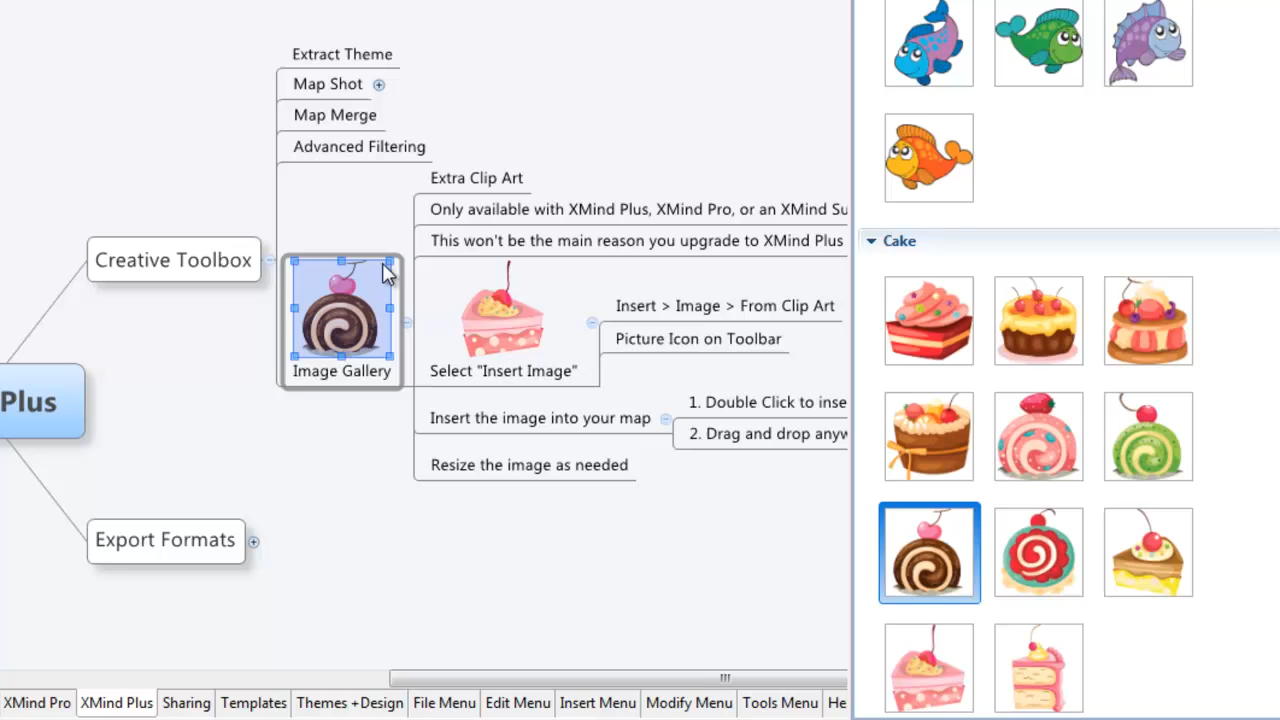 Extract Theme
Map Shot
Map Merge
Advanced Filtering
Extra Clip Art
Only available with XMind Plus, XMind Pro, or an XMind Su
This won't be the main reason you upgrade to XMind Plus
Cake
Creative Toolbox
Insert > Image > From Clip Art
Picture Icon on Toolbar
Image Gallery
Select "Insert Image"
Plus
1. Double Click to inse
Insert the image into your map
2. Drag and drop anyw
Resize the image as needed
Export Formats
XMind Pro XMind Plus Sharing Templates Themes +Design File Menu Edit Menu Insert Menu Modify Menu Tools Menu He